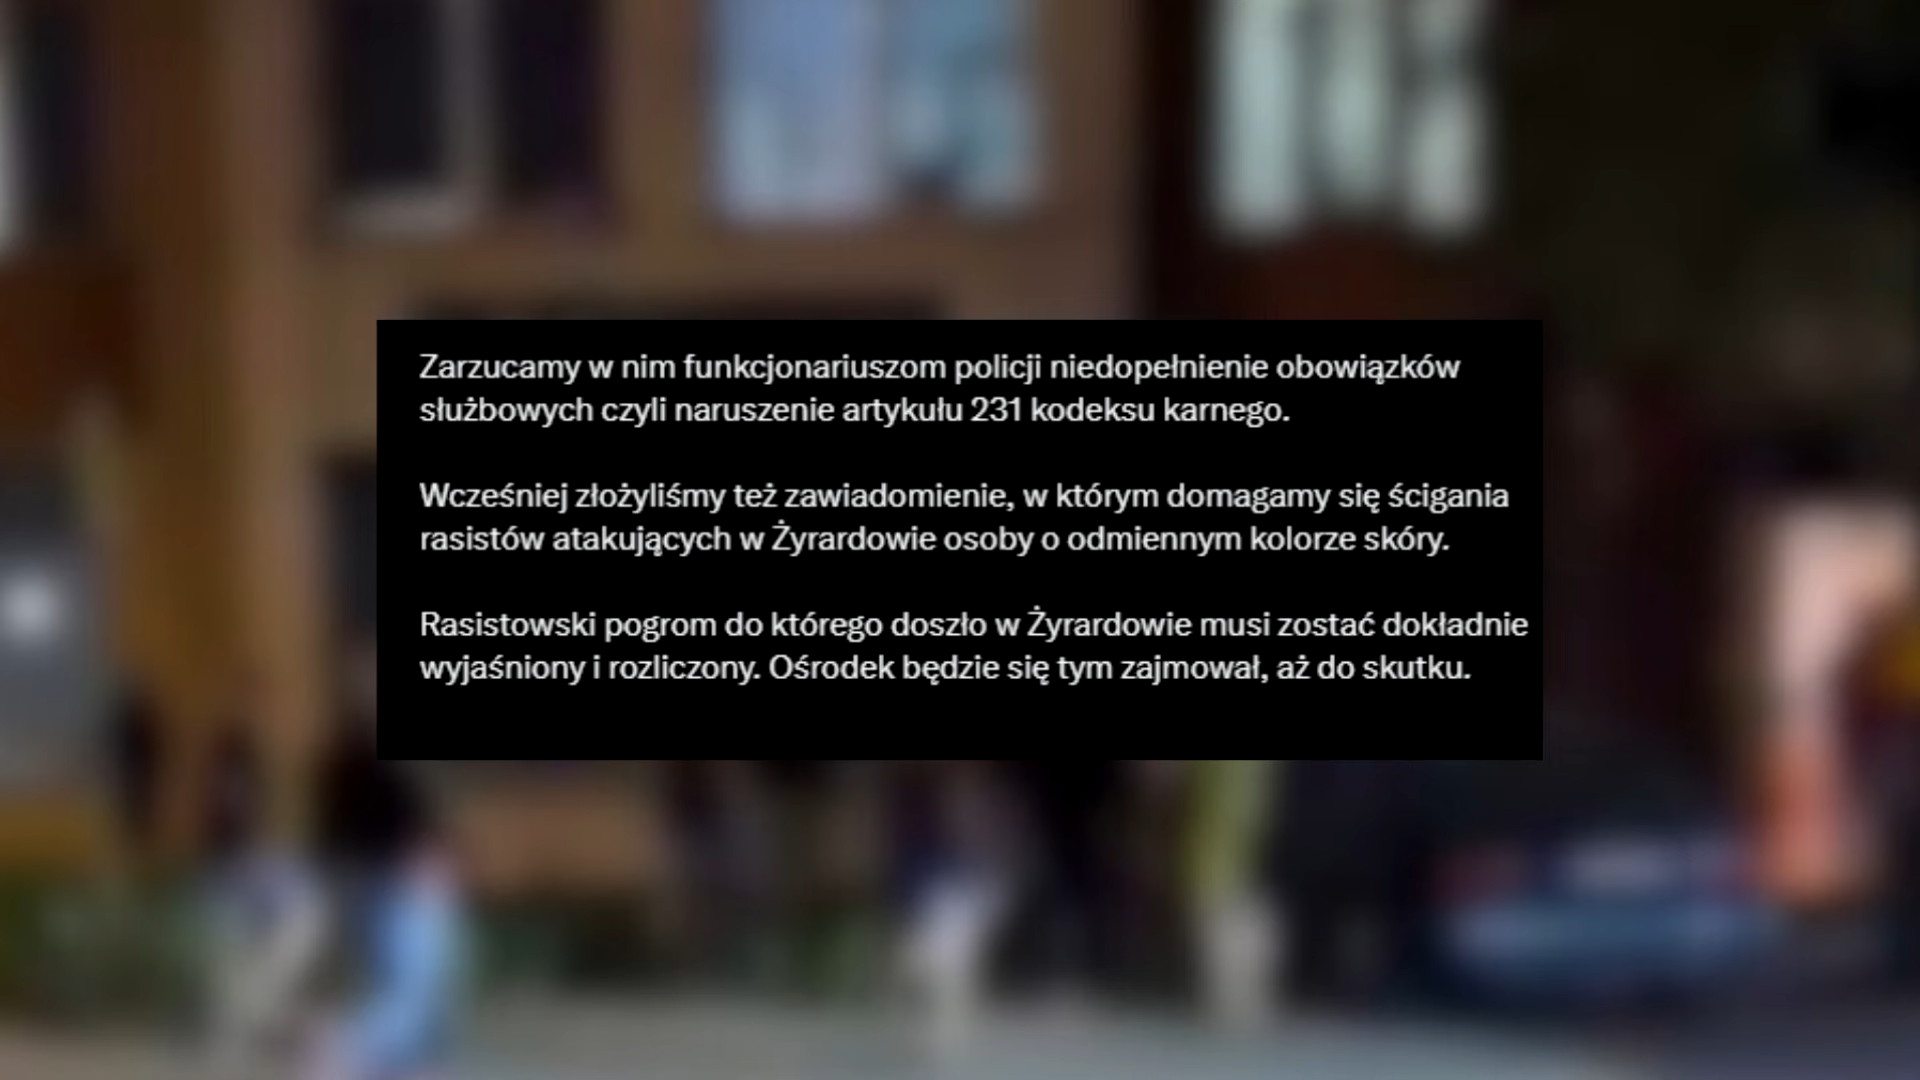 Zarzucamy w nim funkcjonariuszom policji niedopełnienie obowiązków
służbowych czyli naruszenie artykułu 231 kodeksu karnego.
Wcześniej złożyliśmy też zawiadomienie, w którym domagamy się ścigania
rasistów atakujących w Żyrardowie osoby o odmiennym kolorze skóry.
Rasistowski pogrom do którego doszło w Żyrardowie musi zostać dokładnie
wyjaśniony i rozliczony. Ośrodek będzie się tym zajmował, aż do skutku.